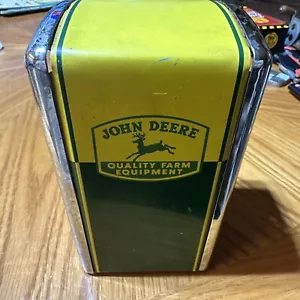 JOHN DEERE
QUALITY FARM
EQUIPMENT